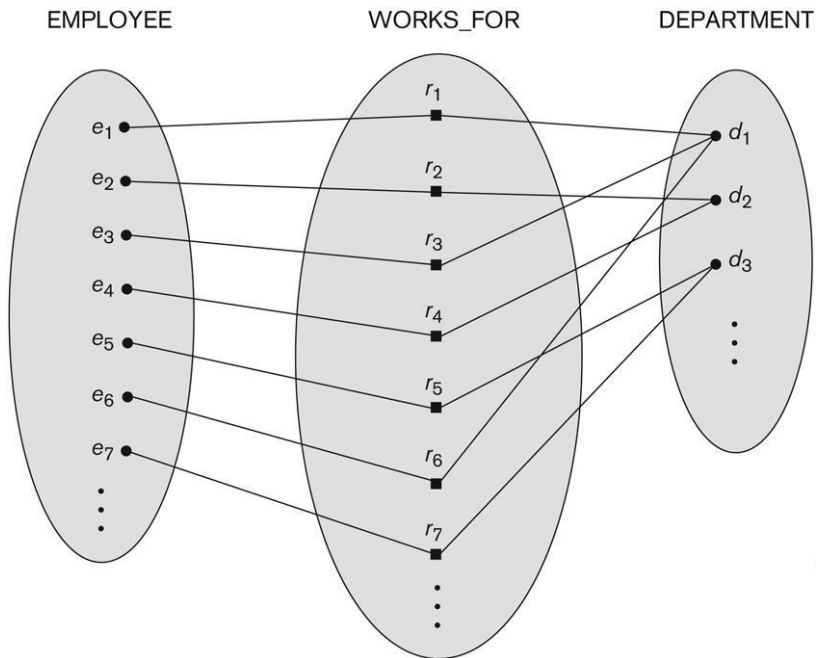 EMPLOYEE WORKS_FOR DEPARTMENT
r1
e1 d1
r2
e2 d2
r3
e3 d3
r4
e4
r5
e5
r6
e6
r7
e7